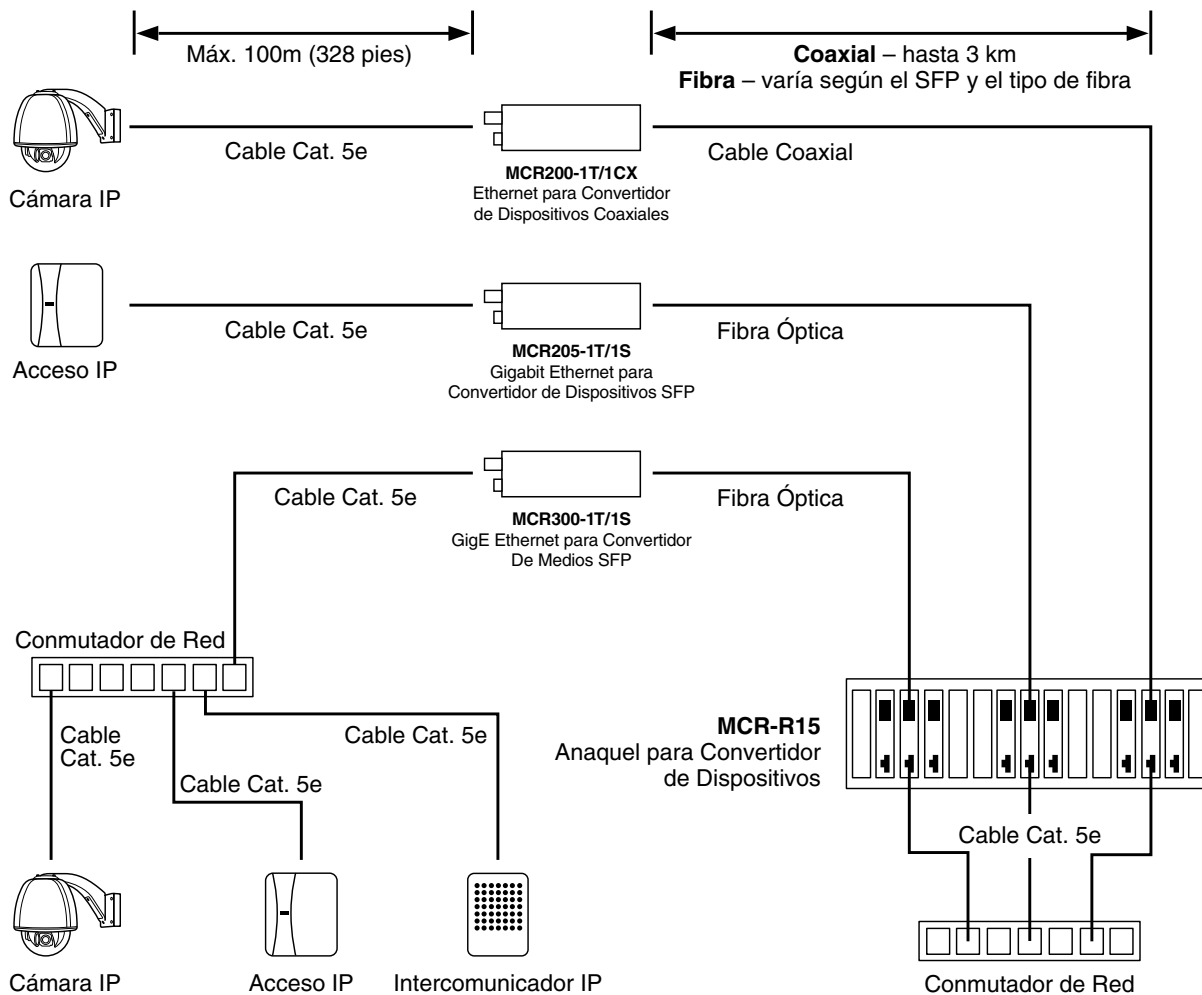 Máx. 100m (328 pies)
Coaxial – hasta 3 km
Fibra – varía según el SFP y el tipo de fibra
Cable Cat. 5e
Cable Coaxial
Cámara IP
MCR200-1T/1CX
Ethernet para Convertidor
de Dispositivos Coaxiales
Cable Cat. 5e
Fibra Óptica
Acceso IP
MCR205-1T/1S
Gigabit Ethernet para
Convertidor de Dispositivos SFP
Cable Cat. 5e
Fibra Óptica
MCR300-1T/1S
GigE Ethernet para Convertidor
De Medios SFP
Conmutador de Red
Cable
Cat. 5e
Cable Cat. 5e
Cable Cat. 5e
MCR-R15
Anaquel para Convertidor
de Dispositivos
Cable Cat. 5e
Cámara IP
Acceso IP
Intercomunicador IP
Conmutador de Red